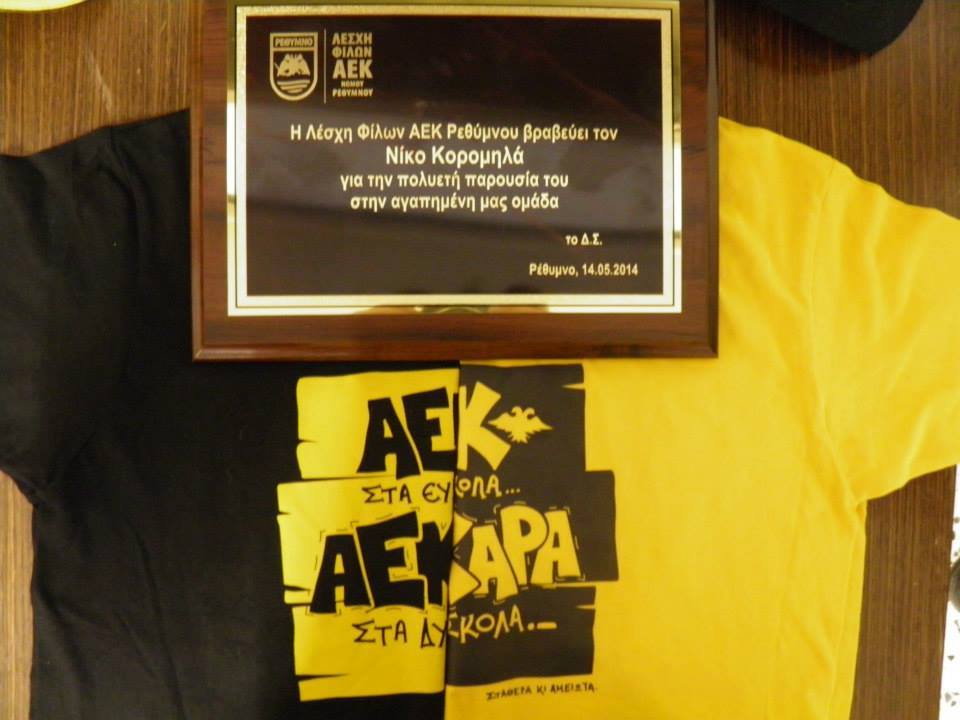 ΡΕΘΥΜΝΟ
ΛΕΣΧΗ
ΦΙΛΩΝ
ΑΕΚ
ΝΟΜΟΥ
ΡΕΘΥΜΝΟΥ
Η Λέσχη Φίλων ΑΕΚ Ρεθύμνου βραβεύει τον
Νίκο Κορομηλά
για την πολυετή παρουσία του
στην αγαπημένη μας ομάδα
το Δ.Σ.
Ρέθυμνο, 14.05.2014
ΑΕΚ
ΣΤΑ ΕΥΚΟΛΑ...
ΑΕΚΑΡΑ
ΣΤΑ ΔΥΣΚΟΛΑ...
ΣΤΑΘΕΡΑ ΚΙ ΑΜΕΙΩΤΑ.